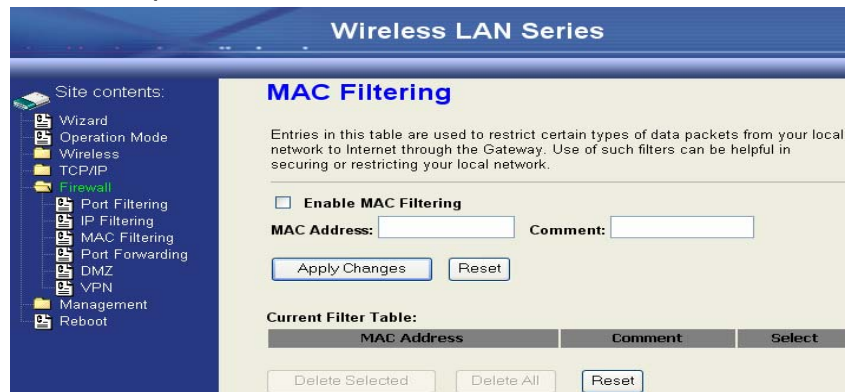 Wireless LAN Series
Site contents:
Wizard
Operation Mode
Wireless
TCP/IP
Firewall
Port Filtering
IP Filtering
MAC Filtering
Port Forwarding
DMZ
VPN
Management
Reboot
MAC Filtering
Entries in this table are used to restrict certain types of data packets from your local
network to Internet through the Gateway. Use of such filters can be helpful in
securing or restricting your local network.
Enable MAC Filtering
MAC Address: Comment:
Apply Changes Reset
Current Filter Table:
MAC Address Comment Select
Delete Selected Delete All Reset